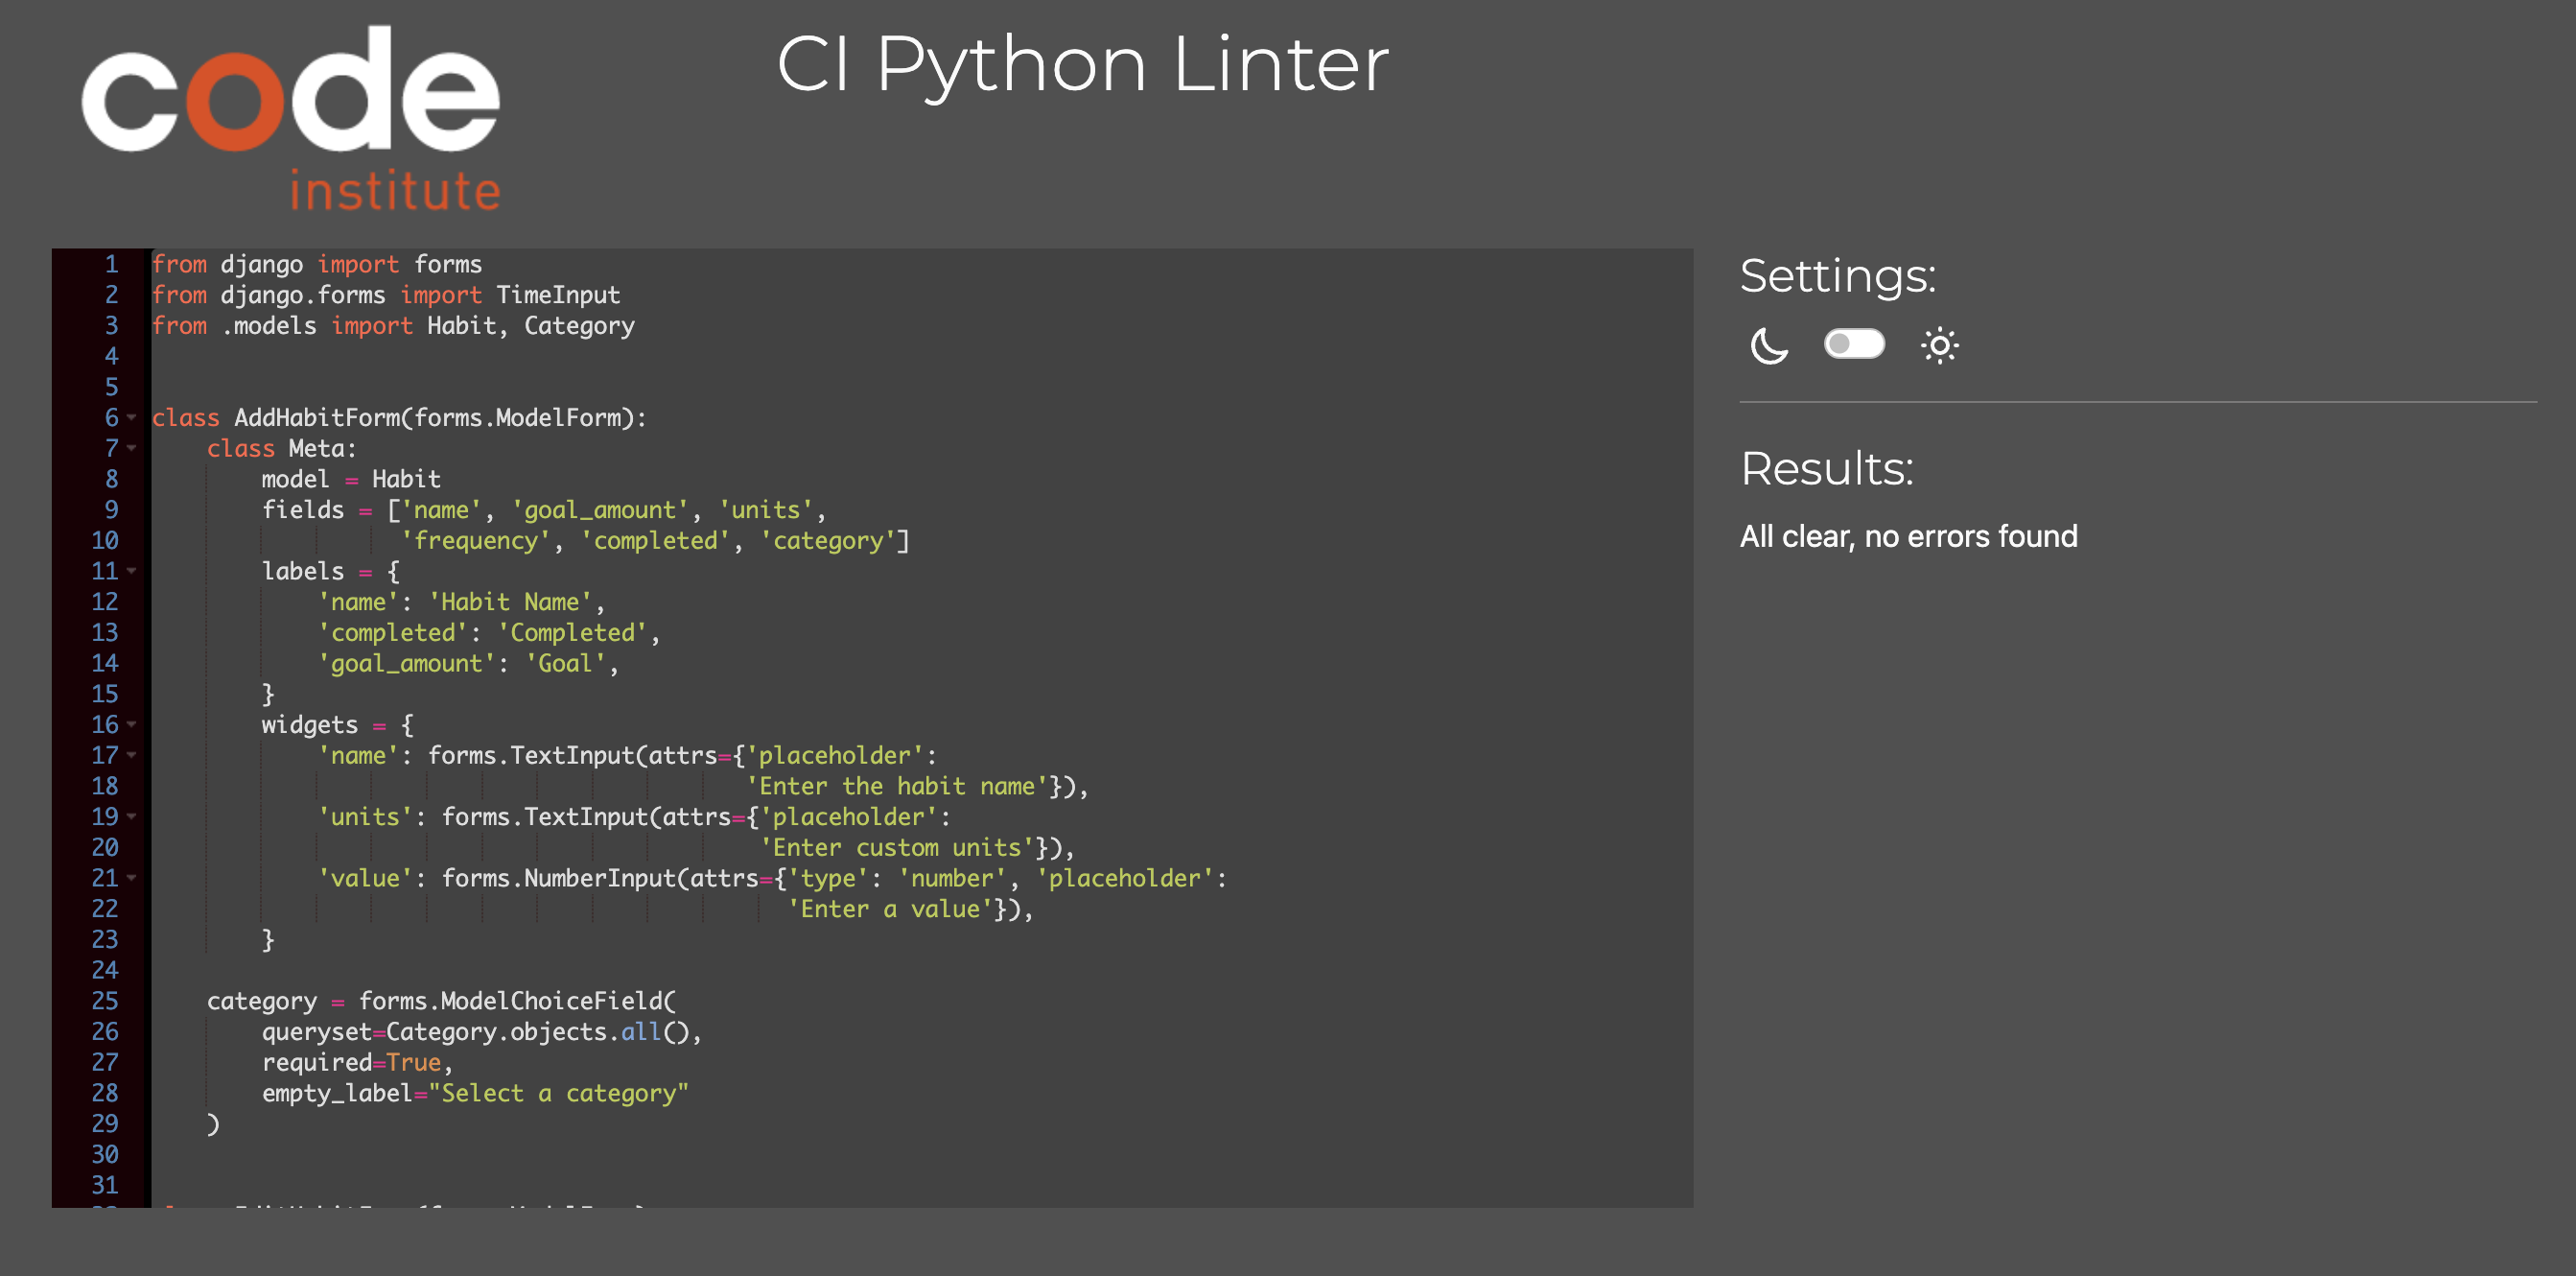 code
institute
CI Python Linter
1 from django import forms
2 from django.forms import TimeInput
3 from .models import Habit, Category
4
5
6 class AddHabitForm(forms.ModelForm):
7     class Meta:
8         model = Habit
9         fields = ['name', 'goal_amount', 'units',
10                   'frequency', 'completed', 'category']
11         labels = {
12             'name': 'Habit Name',
13             'completed': 'Completed',
14             'goal_amount': 'Goal',
15         }
16         widgets = {
17             'name': forms.TextInput(attrs={'placeholder':
18                                            'Enter the habit name'}),
19             'units': forms.TextInput(attrs={'placeholder':
20                                             'Enter custom units'}),
21             'value': forms.NumberInput(attrs={'type': 'number', 'placeholder':
22                                               'Enter a value'}),
23         }
24
25     category = forms.ModelChoiceField(
26         queryset=Category.objects.all(),
27         required=True,
28         empty_label="Select a category"
29     )
30
31
Settings:
Results:
All clear, no errors found